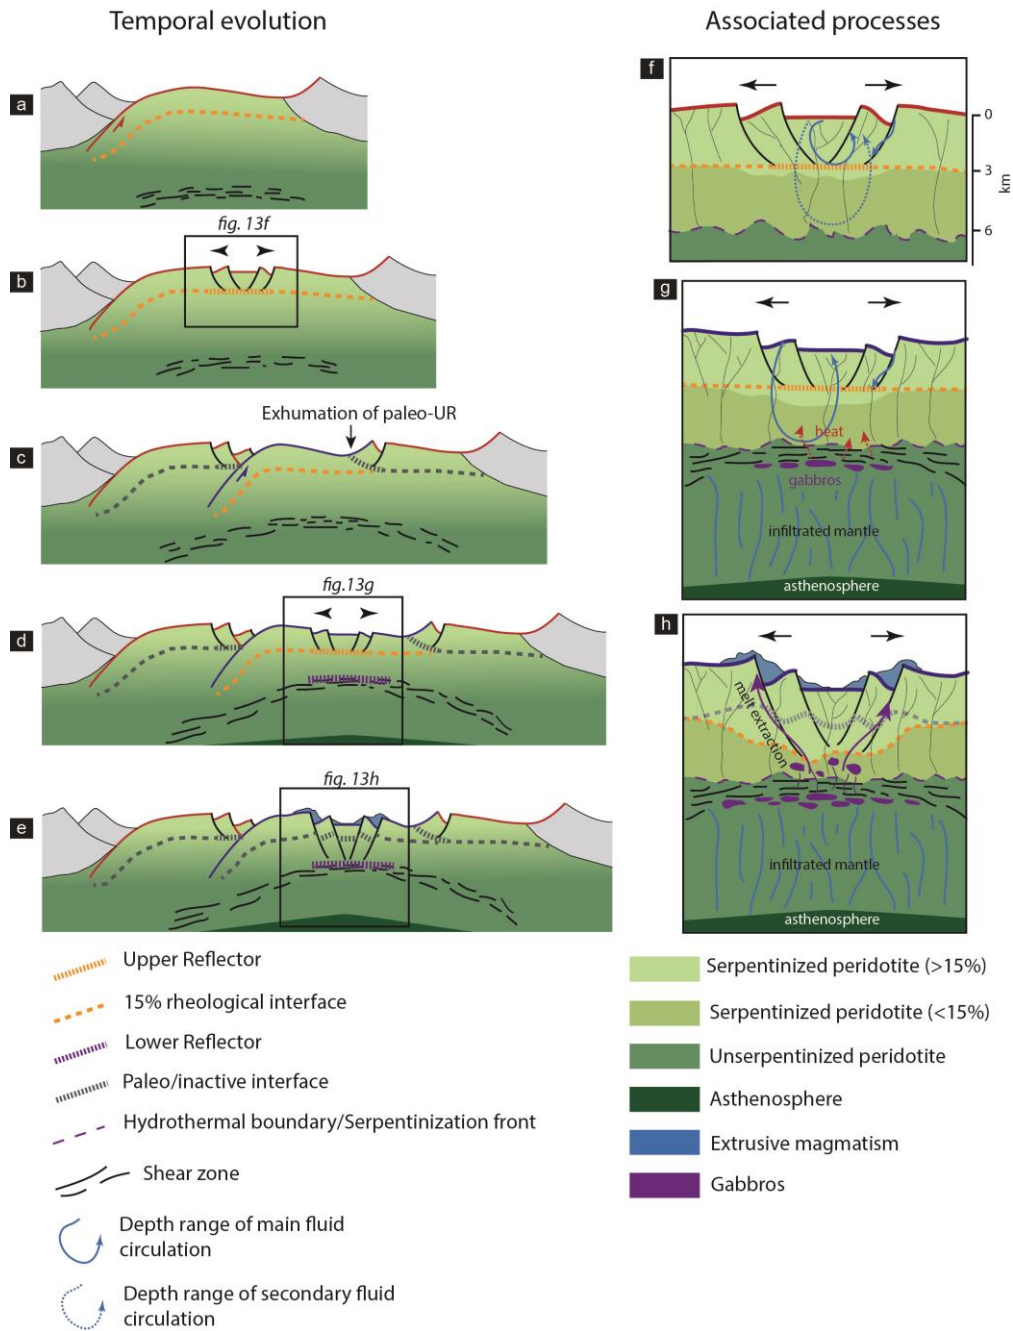 Temporal evolution
Associated processes
a
fig. 13f
b
Exhumation of paleo-UR
c
fig.13g
d
fig. 13h
e
f
0
3
6
km
g
heat
gabbros
infiltrated mantle
asthenosphere
h
melt extraction
infiltrated mantle
asthenosphere
Upper Reflector
15% rheological interface
Lower Reflector
Paleo/inactive interface
Hydrothermal boundary/Serpentinization front
Shear zone
Depth range of main fluid
circulation
Depth range of secondary fluid
circulation
Serpentinized peridotite (>15%)
Serpentinized peridotite (<15%)
Unserpentinized peridotite
Asthenosphere
Extrusive magmatism
Gabbros